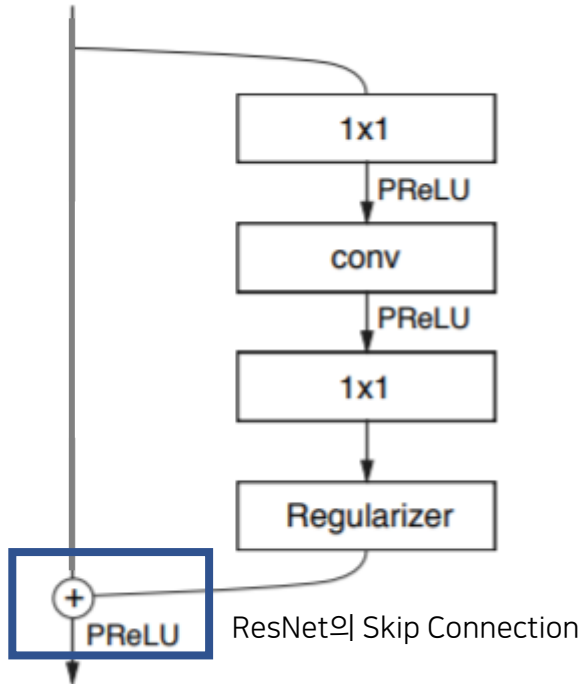 1x1
PReLU
conv
PReLU
1x1
Regularizer
+
PReLU
ResNet의 Skip Connection